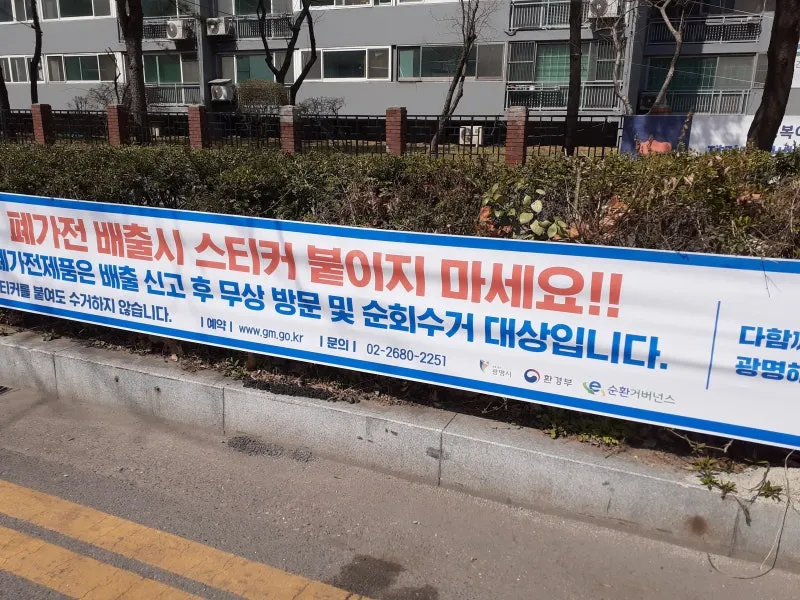 폐가전 배출시 스티커 붙이지 마세요!!
폐가전제품은 배출 신고 후 무상 방문 및 순회수거 대상입니다.
티커를 붙여도 수거하지 않습니다.
| 예약 | www.gm.go.kr | 문의 | 02-2680-2251
광명시 환경부 e 순환거버넌스
다함께
광명하